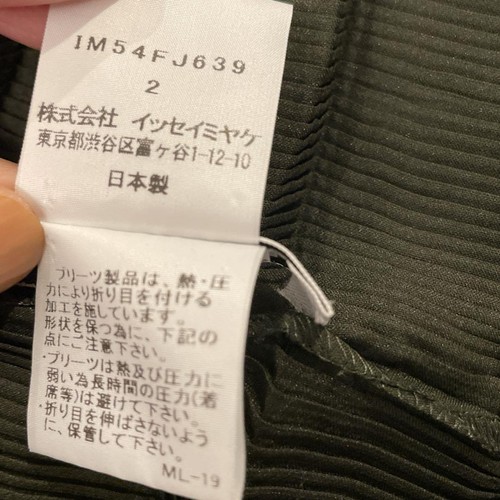 IM54FJ639
2
株式会社 イッセイミヤケ
東京都渋谷区富ヶ谷1-12-10
日本製
プリーツ製品は、熱・圧
力により折り目を付ける
加工を施しています。
形状を保つ為に、下記の
点にご注意下さい。
・プリーツは熱及び圧力に
弱い為長時間の圧力(着
席等)は避けて下さい。
・折り目を伸ばさないよう
に、保管して下さい。
ML-19